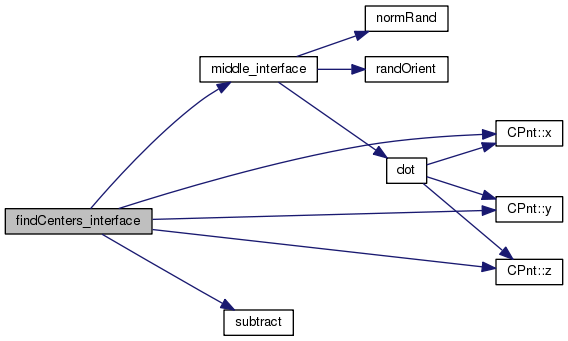 normRand
middle_interface
randOrient
CPnt::x
dot
CPnt::y
findCenters_interface
CPnt::z
subtract